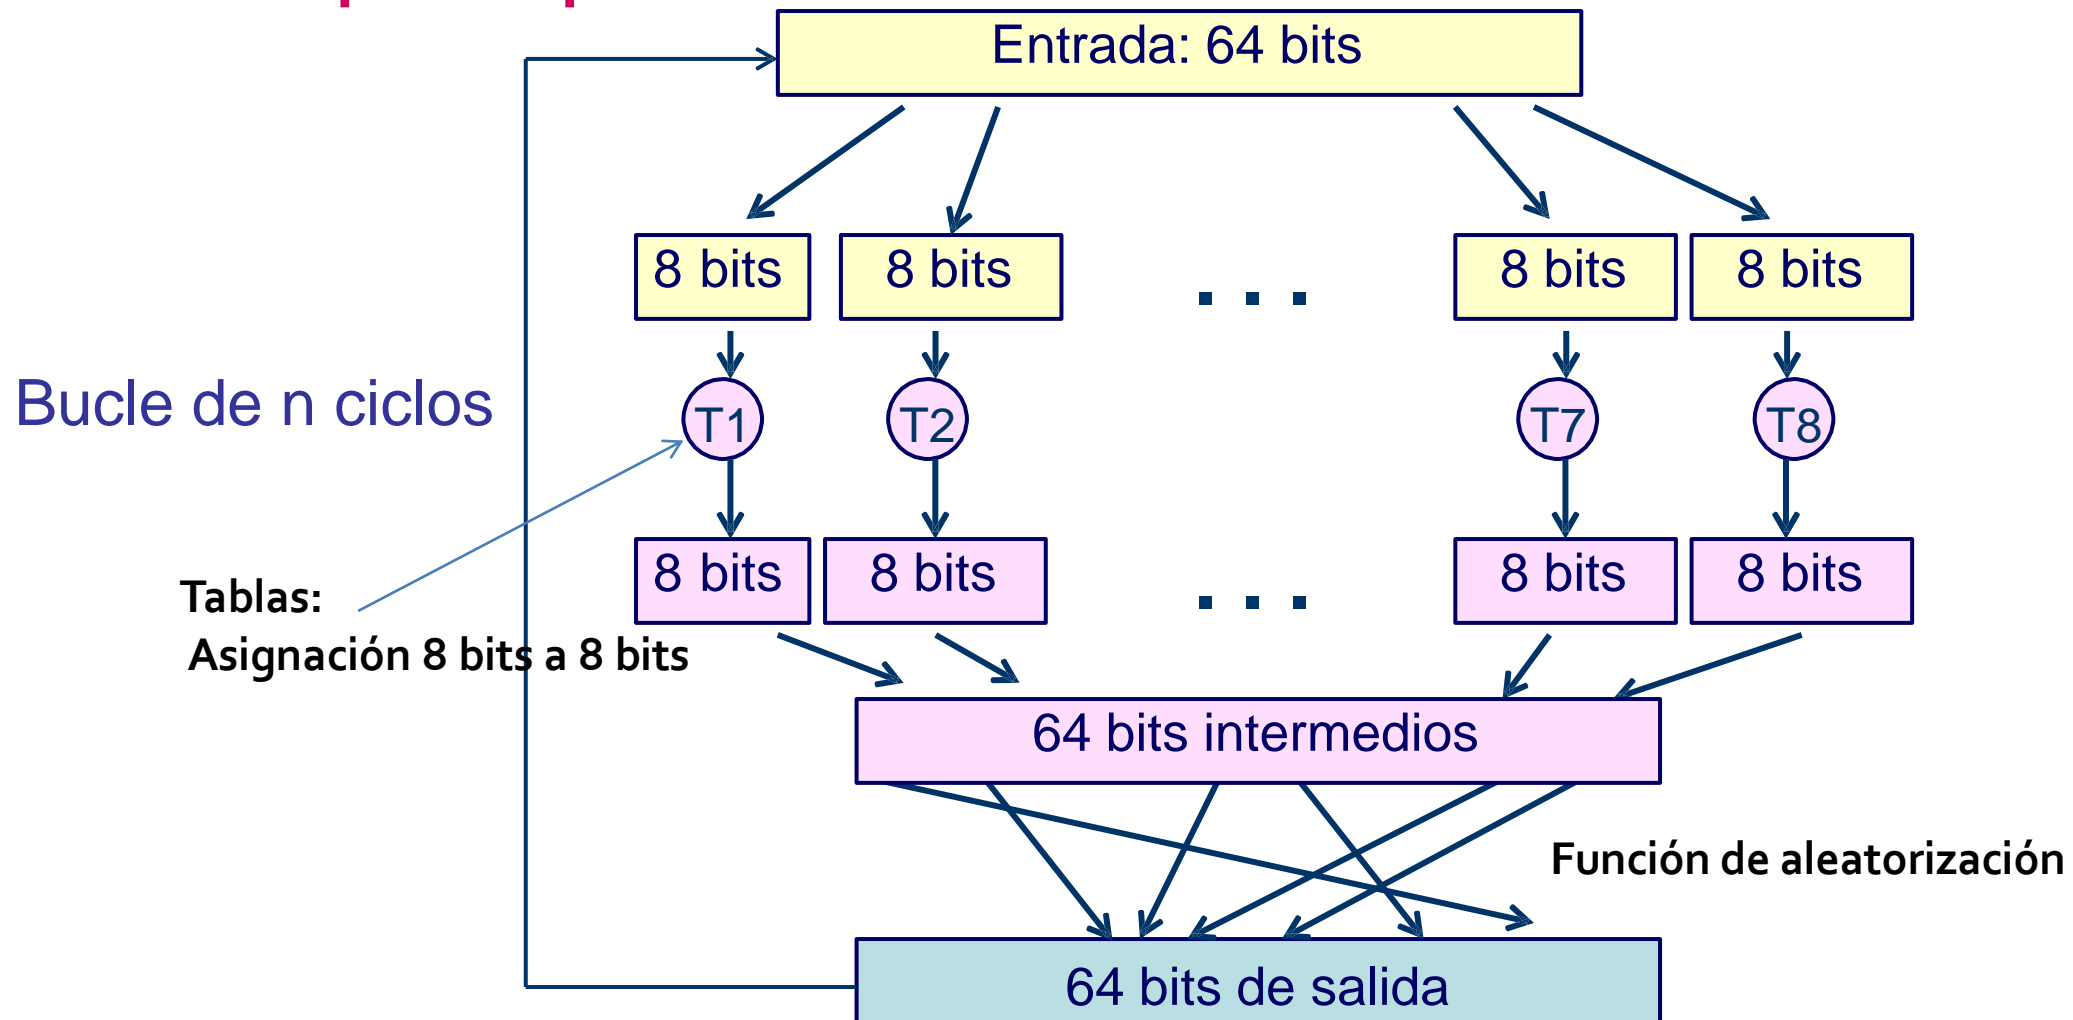 Entrada: 64 bits
8 bits
8 bits
. . .
8 bits
8 bits
Bucle de n ciclos
T1
T2
T7
T8
8 bits
8 bits
. . .
8 bits
8 bits
Tablas:
Asignación 8 bits a 8 bits
64 bits intermedios
Función de aleatorización
64 bits de salida